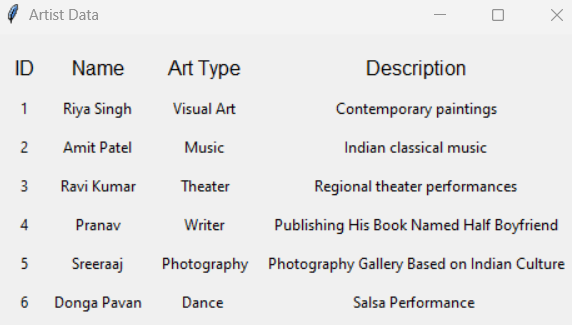 Artist Data
ID Name Art Type Description
1 Riya Singh Visual Art Contemporary paintings
2 Amit Patel Music Indian classical music
3 Ravi Kumar Theater Regional theater performances
4 Pranav Writer Publishing His Book Named Half Boyfriend
5 Sreeraaj Photography Photography Gallery Based on Indian Culture
6 Donga Pavan Dance Salsa Performance